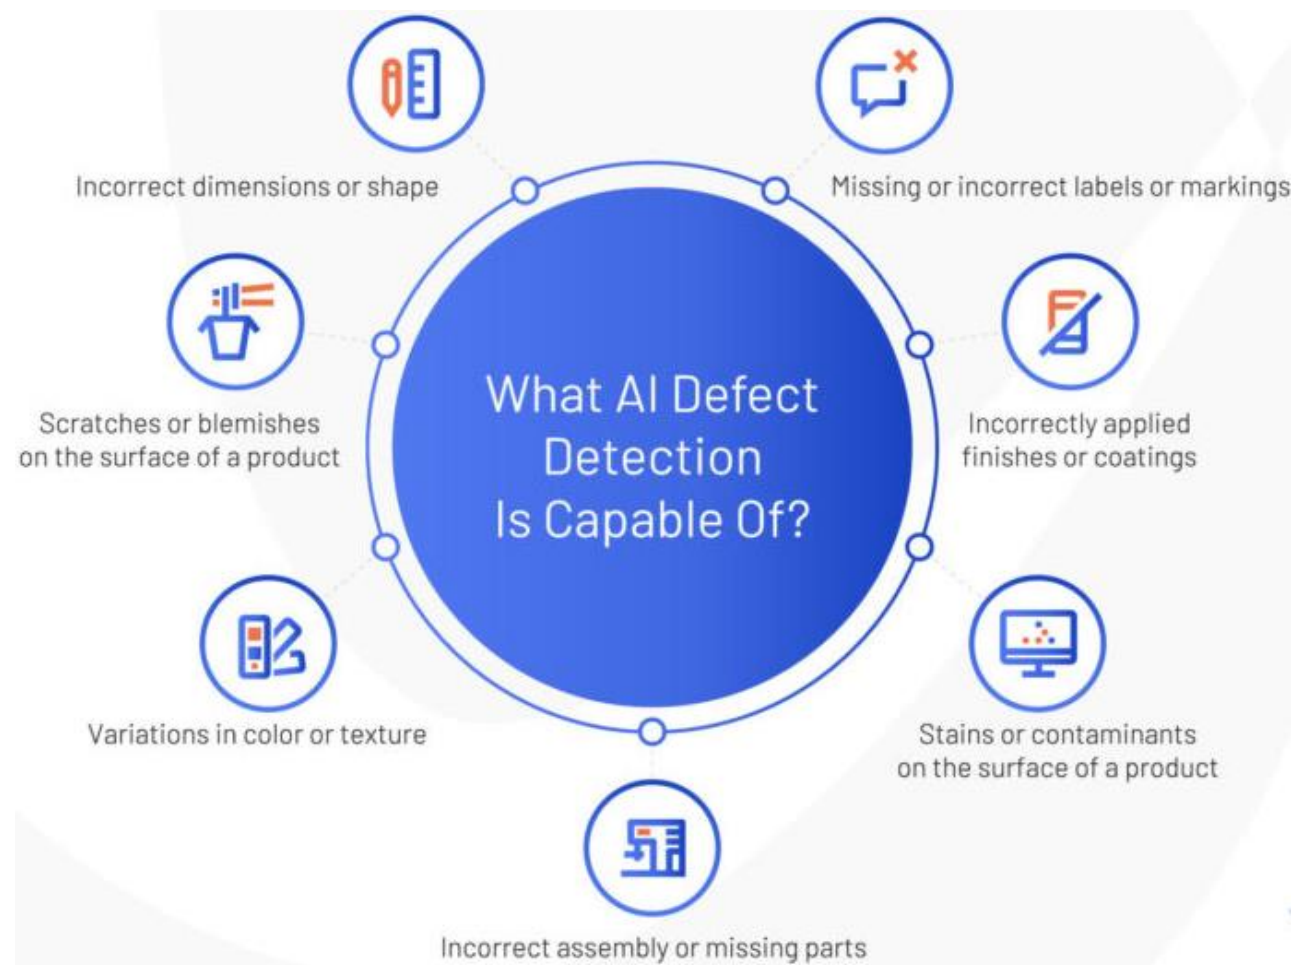 Incorrect dimensions or shape
Missing or incorrect labels or markings
Scratches or blemishes
on the surface of a product
What AI Defect
Detection
Is Capable Of?
Incorrectly applied
finishes or coatings
Variations in color or texture
Stains or contaminants
on the surface of a product
Incorrect assembly or missing parts